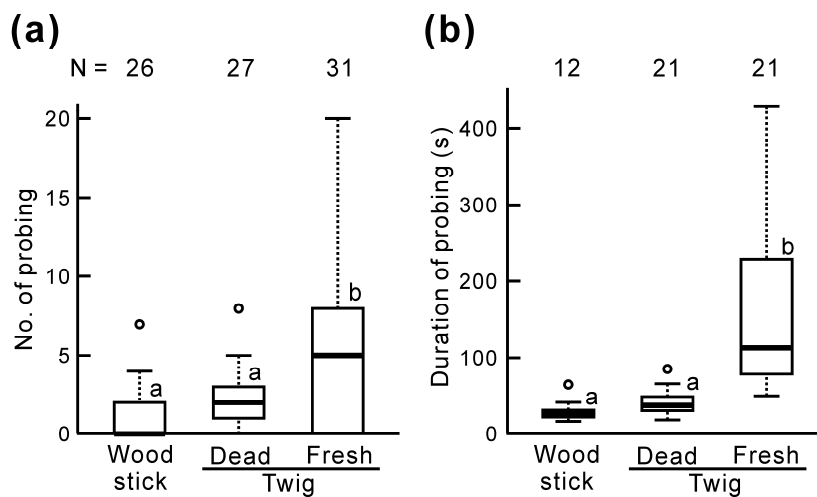 (a)
N = 26 27 31
20
15
10
5
0
No. of probing
a
a
b
Wood stick
Dead
Fresh
Twig
(b)
12 21 21
400
300
200
100
0
Duration of probing (s)
a
a
b
Wood stick
Dead
Fresh
Twig